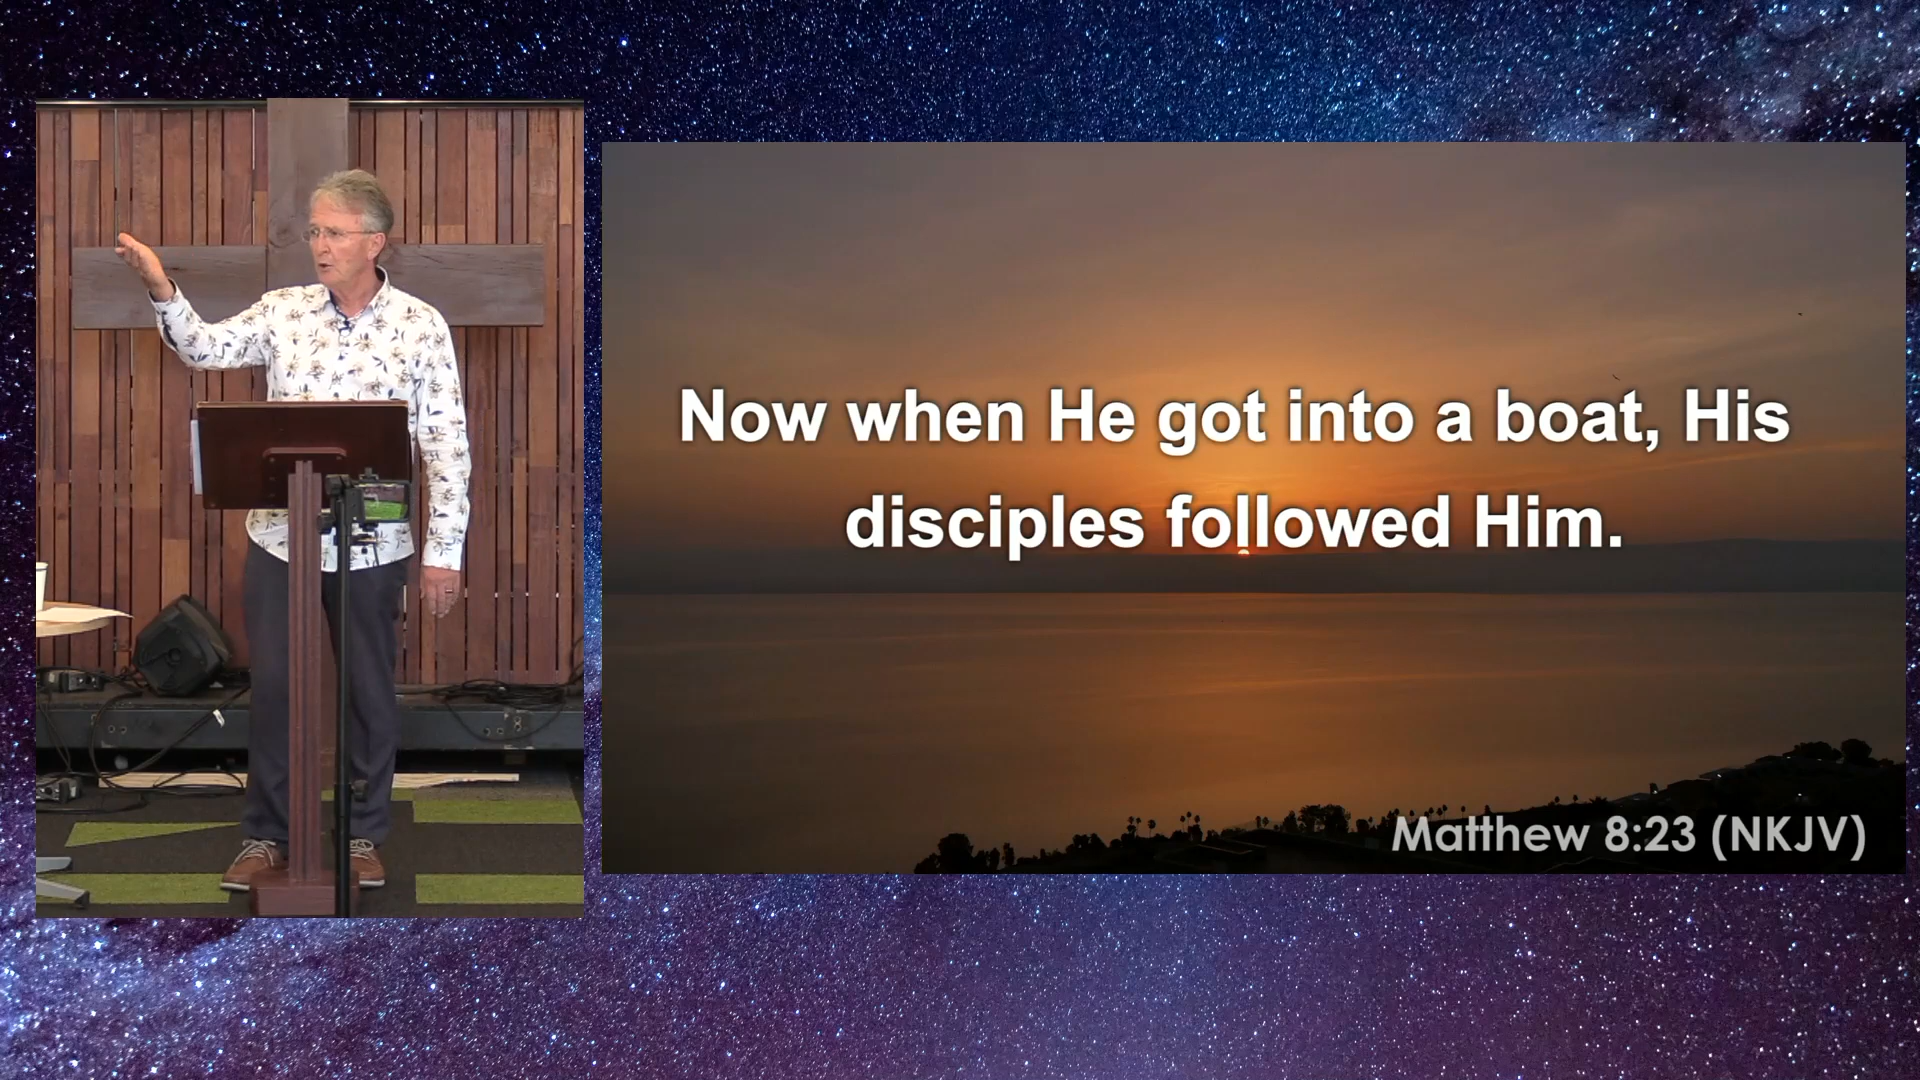 Now when He got into a boat, His
disciples followed Him.
Matthew 8:23 (NKJV)